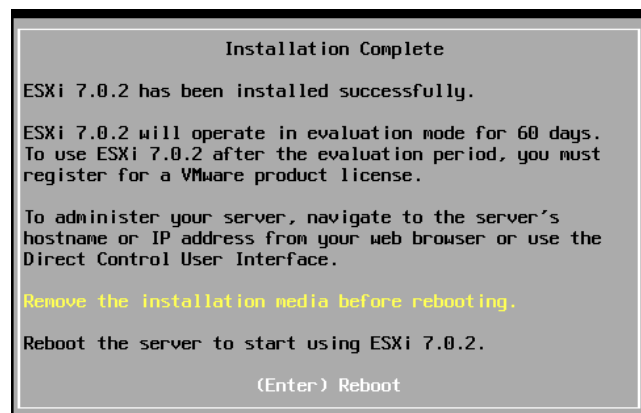 Installation Complete
ESXi 7.0.2 has been installed successfully.
ESXi 7.0.2 will operate in evaluation mode for 60 days.
To use ESXi 7.0.2 after the evaluation period, you must
register for a VMware product license.
To administer your server, navigate to the server's
hostname or IP address from your web browser or use the
Direct Control User Interface.
Remove the installation media before rebooting.
Reboot the server to start using ESXi 7.0.2.
(Enter) Reboot